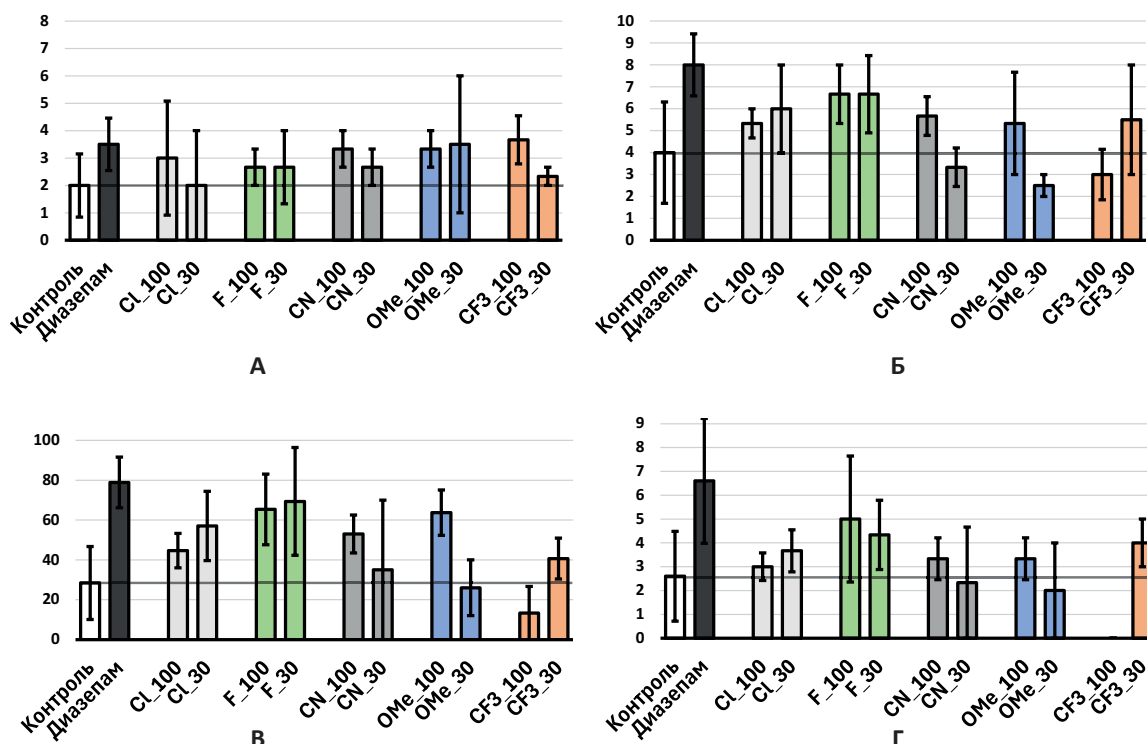 8
7
6
5
4
3
2
1
0
Контроль
Диазепам
Cl_100
Cl_30
F_100
F_30
CN_100
CN_30
OMe_100
OMe_30
CF3_100
CF3_30
А
10
9
8
7
6
5
4
3
2
1
0
Контроль
Диазепам
Cl_100
Cl_30
F_100
F_30
CN_100
CN_30
OMe_100
OMe_30
CF3_100
CF3_30
Б
100
80
60
40
20
0
Контроль
Диазепам
Cl_100
Cl_30
F_100
F_30
CN_100
CN_30
OMe_100
OMe_30
CF3_100
CF3_30
В
9
8
7
6
5
4
3
2
1
0
Контроль
Диазепам
Cl_100
Cl_30
F_100
F_30
CN_100
CN_30
OMe_100
OMe_30
CF3_100
CF3_30
Г